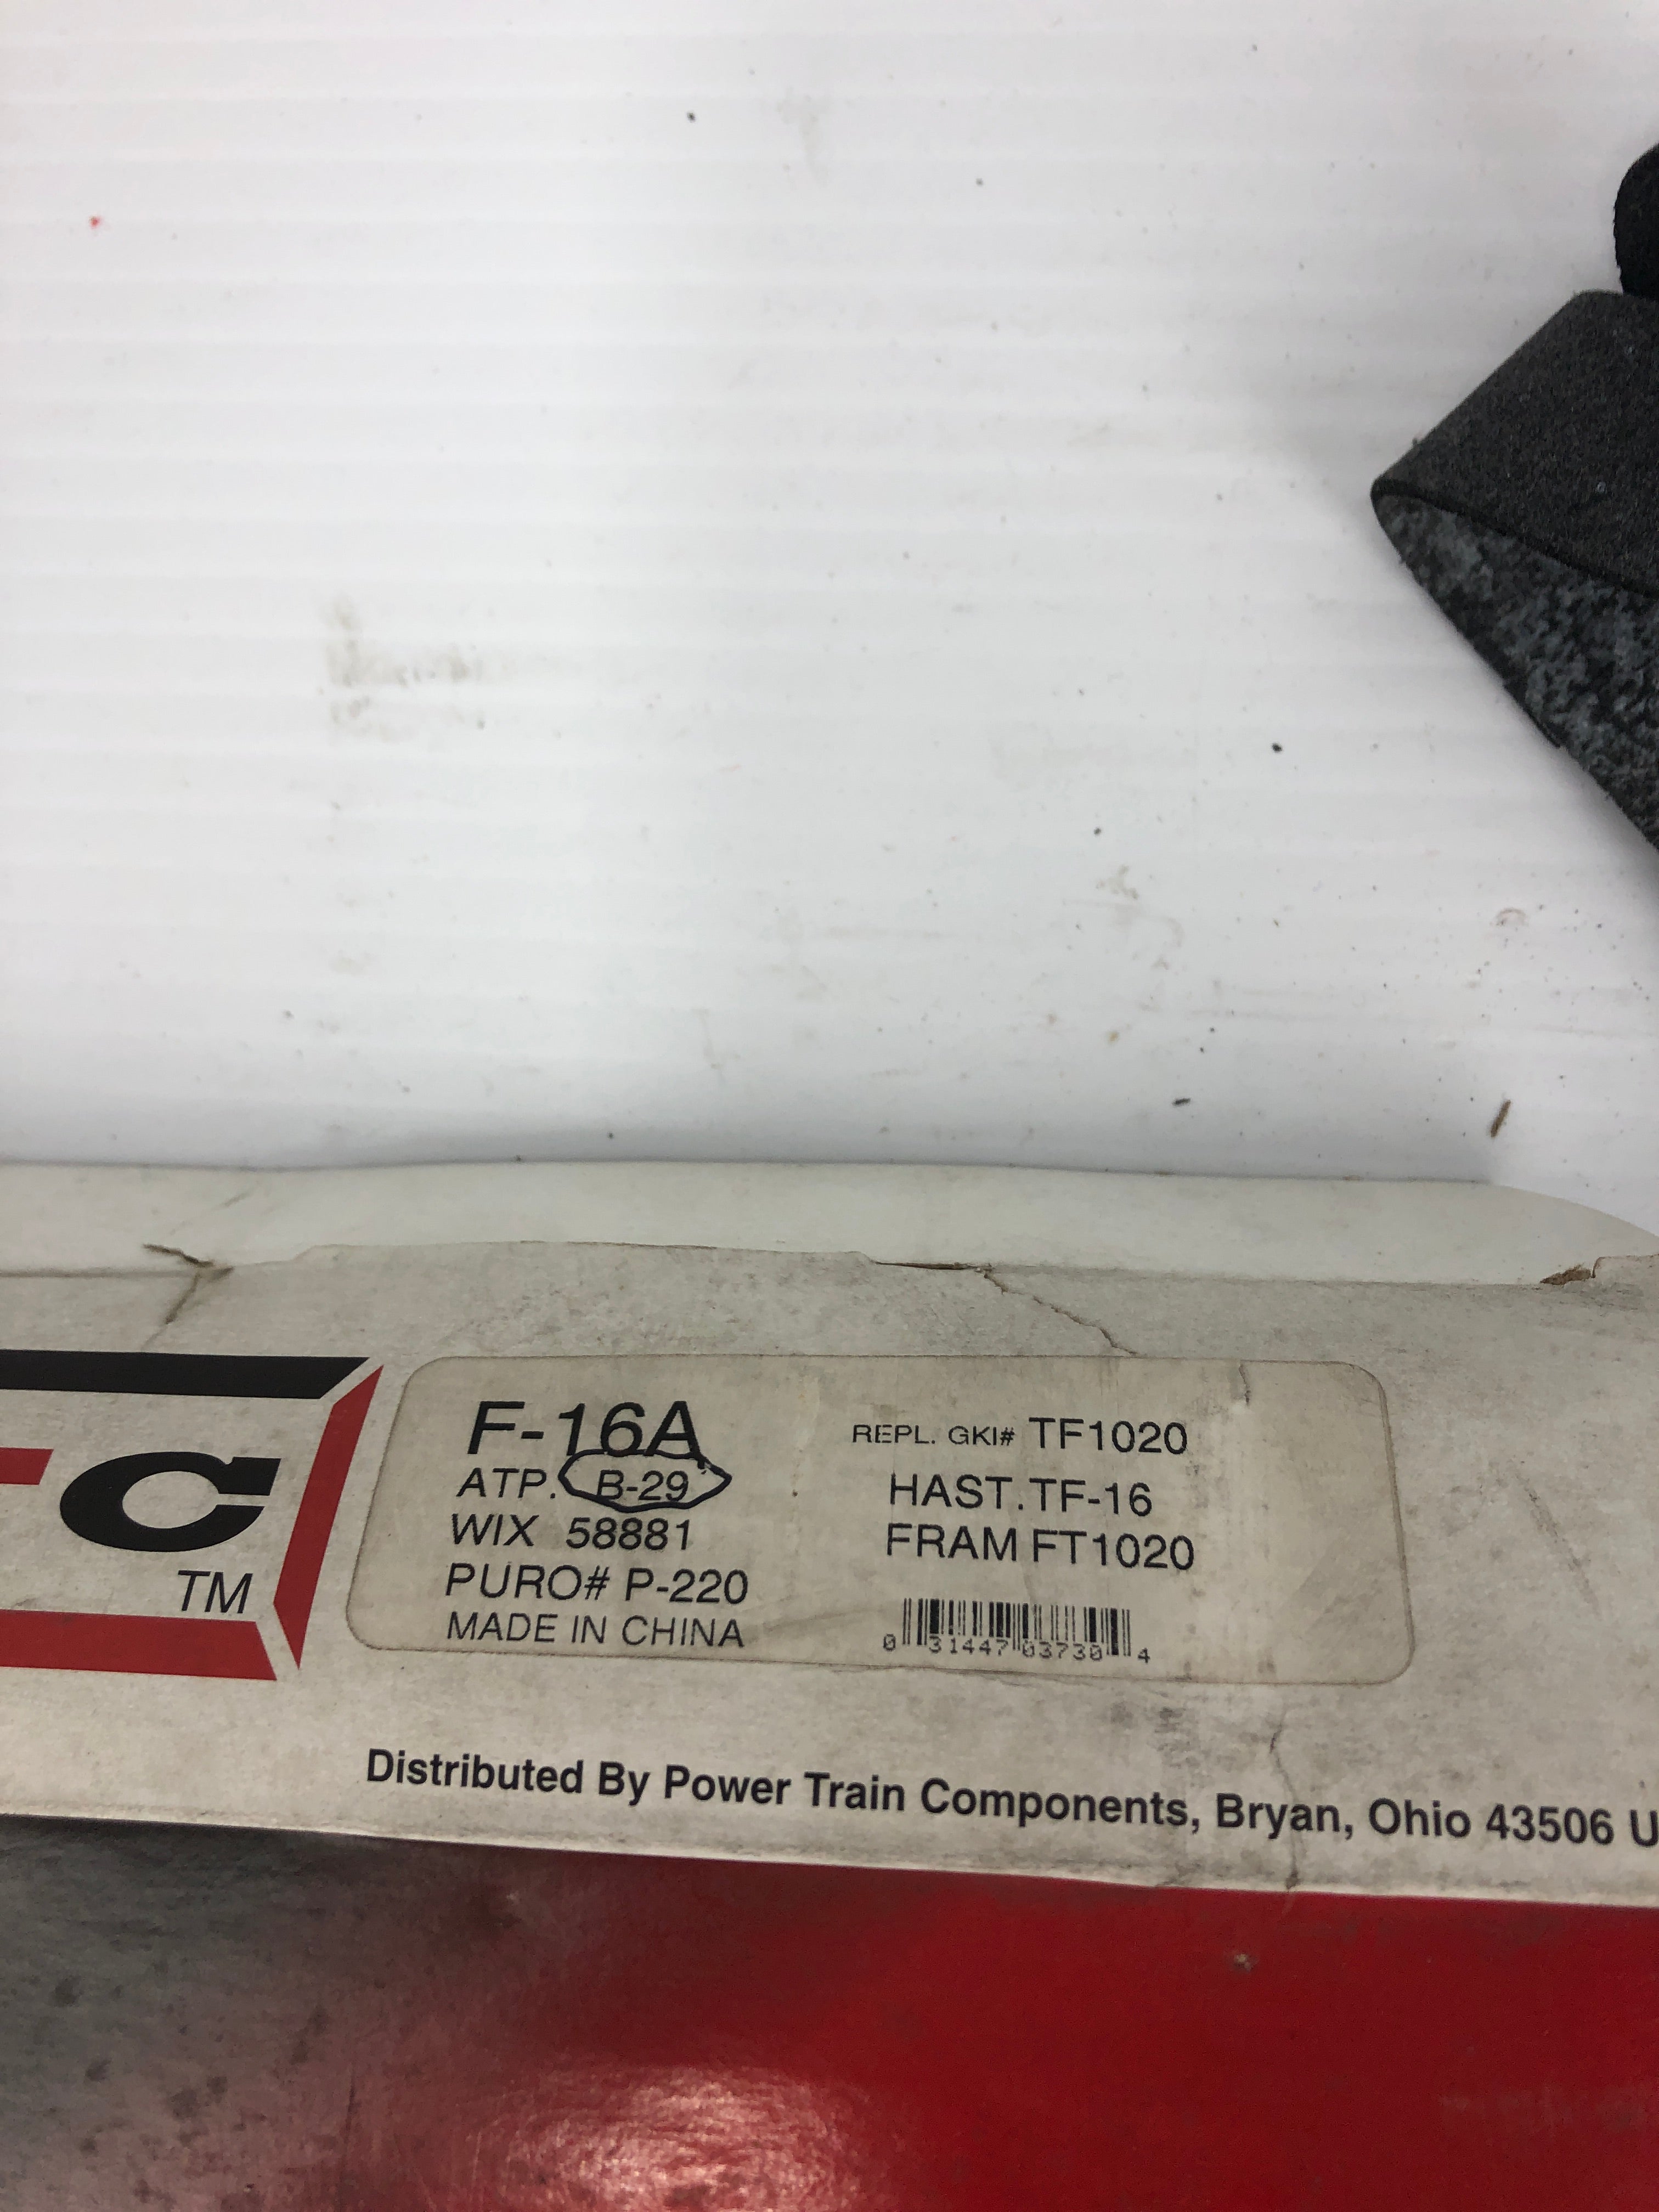 F-16A
ATP. B-29
WIX 58881
PURO# P-220
MADE IN CHINA
REPL. GKI# TF1020
HAST. TF-16
FRAM FT1020
0 31447 03730 4
C
TM
Distributed By Power Train Components, Bryan, Ohio 43506 U